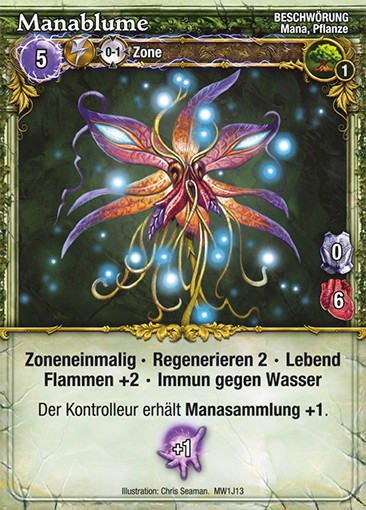 Manablume
BESCHWÖRUNG
Mana, Pflanze
5
0-1 Zone
1
0
6
Zoneneinmalig · Regenerieren 2 · Lebend
Flammen +2 · Immun gegen Wasser
Der Kontrolleur erhält Manasammlung +1.
+1
Illustration: Chris Seaman. MW1J13